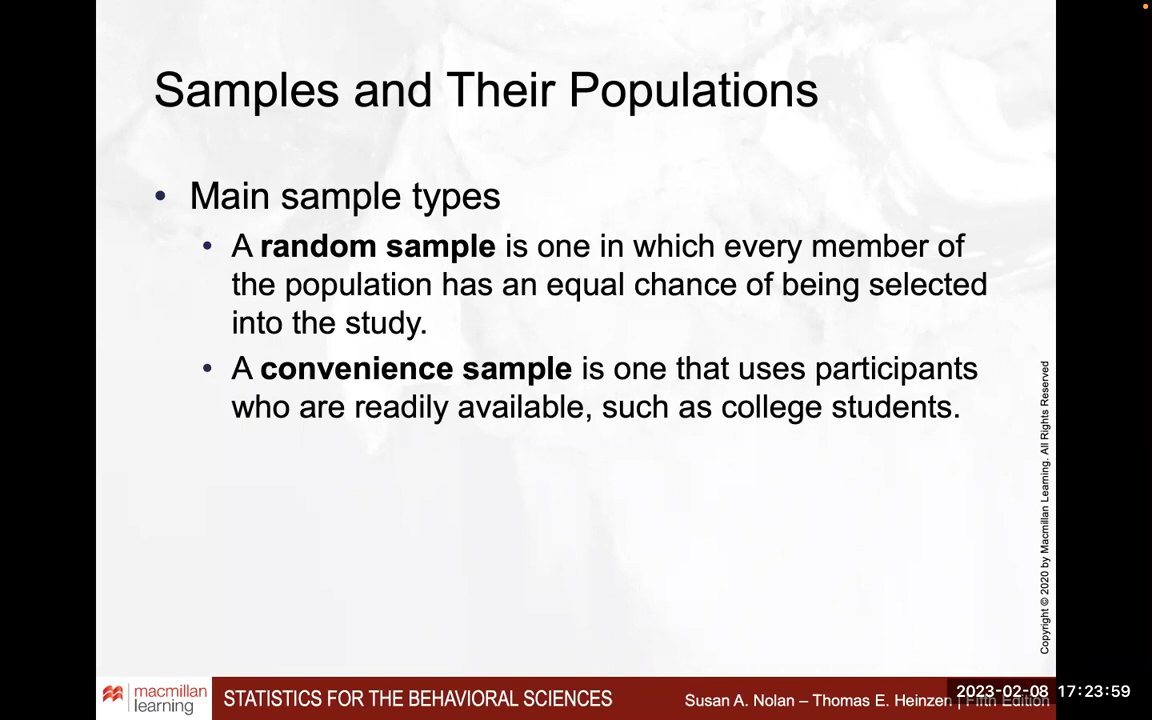 Samples and Their Populations
• Main sample types
• A random sample is one in which every member of
the population has an equal chance of being selected
into the study.
• A convenience sample is one that uses participants
who are readily available, such as college students.
Copyright © 2020 by Macmillan Learning. All Rights Reserved
macmillan
learning
STATISTICS FOR THE BEHAVIORAL SCIENCES
Susan A. Nolan – Thomas E. Heinzen | Fifth Edition
2023-02-08 17:23:59